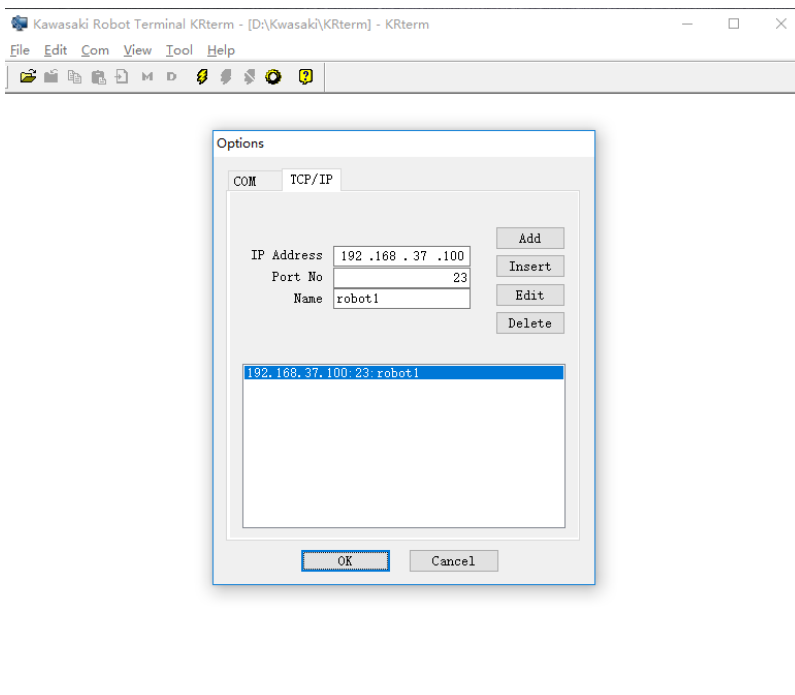 Kawasaki Robot Terminal KRterm - [D:\Kwasaki\KRterm] - KRterm
File Edit Com View Tool Help
M D ?
Options
COM TCP/IP
Add
IP Address 192 .168 . 37 .100
Insert
Port No 23
Edit
Name robot1
Delete
192.168.37.100:23:robot1
OK Cancel